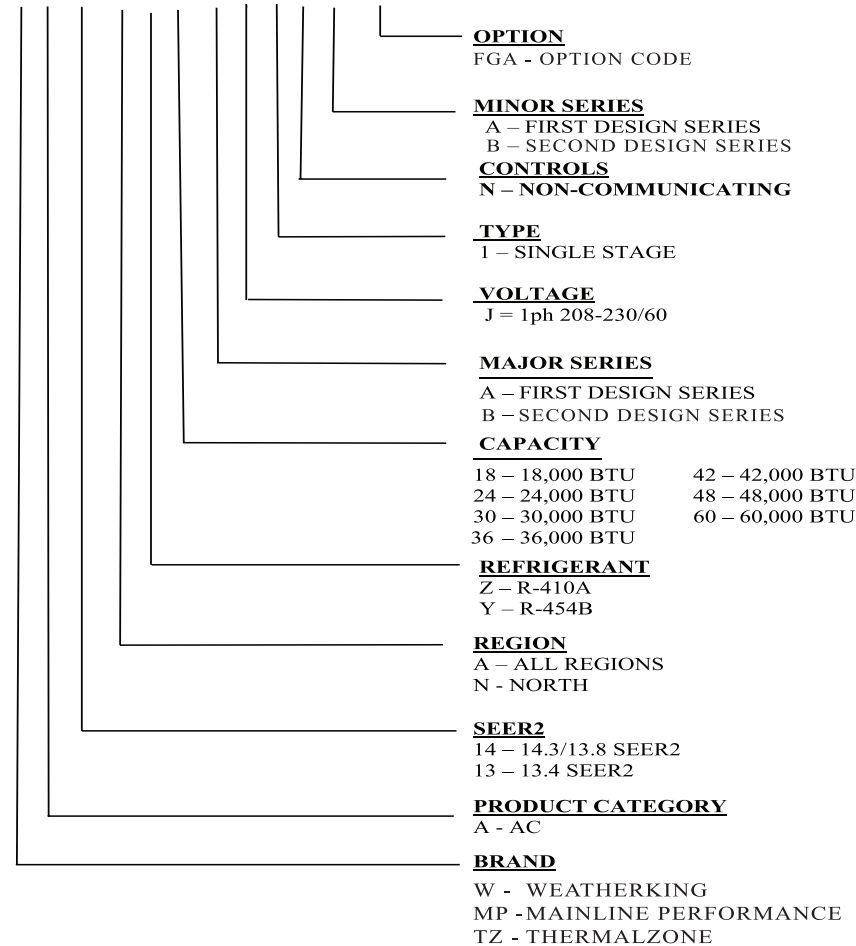 OPTION
FGA - OPTION CODE
MINOR SERIES
A – FIRST DESIGN SERIES
B – SECOND DESIGN SERIES
CONTROLS
N – NON-COMMUNICATING
TYPE
1 – SINGLE STAGE
VOLTAGE
J = 1ph 208-230/60
MAJOR SERIES
A – FIRST DESIGN SERIES
B – SECOND DESIGN SERIES
CAPACITY
18 – 18,000 BTU 42 – 42,000 BTU
24 – 24,000 BTU 48 – 48,000 BTU
30 – 30,000 BTU 60 – 60,000 BTU
36 – 36,000 BTU
REFRIGERANT
Z – R-410A
Y – R-454B
REGION
A – ALL REGIONS
N - NORTH
SEER2
14 – 14.3/13.8 SEER2
13 – 13.4 SEER2
PRODUCT CATEGORY
A - AC
BRAND
W - WEATHERKING
MP - MAINLINE PERFORMANCE
TZ - THERMALZONE